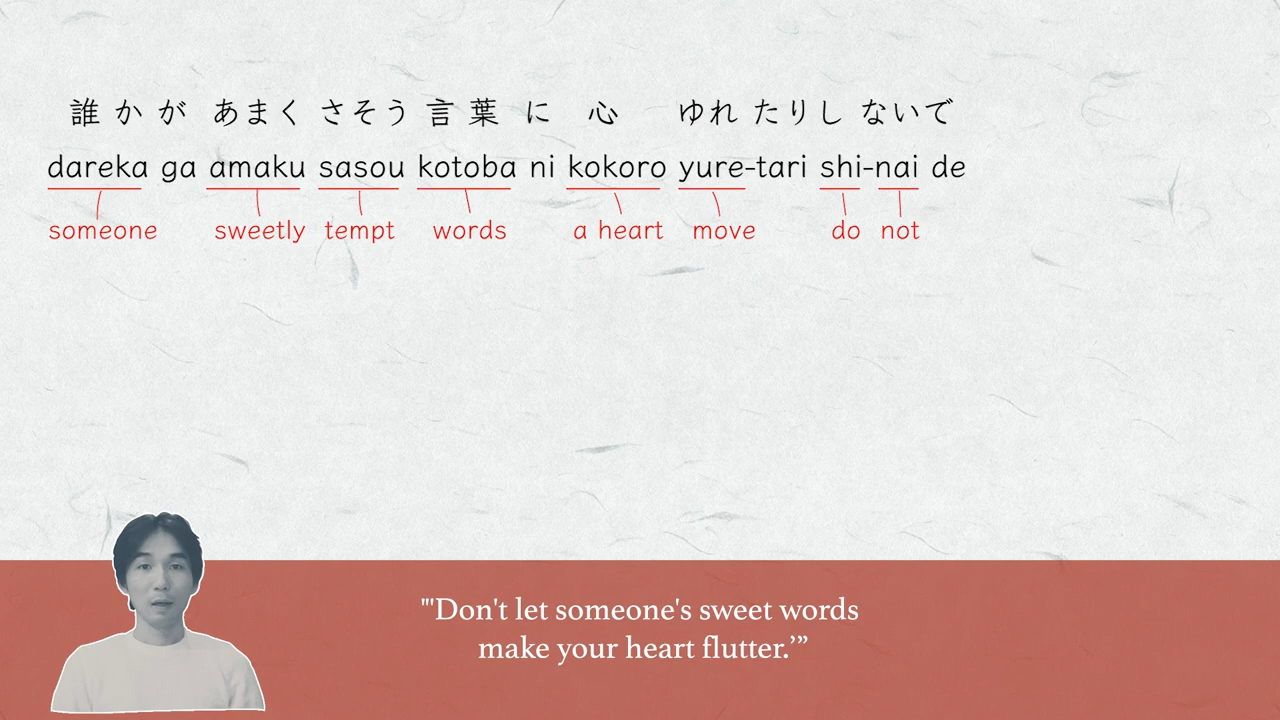 誰かが あまく さそう 言葉 に 心 ゆれ たりし ないで
dareka ga amaku sasou kotoba ni kokoro yure-tari shi-nai de
someone sweetly tempt words a heart move do not
"'Don't let someone's sweet words
make your heart flutter.'”